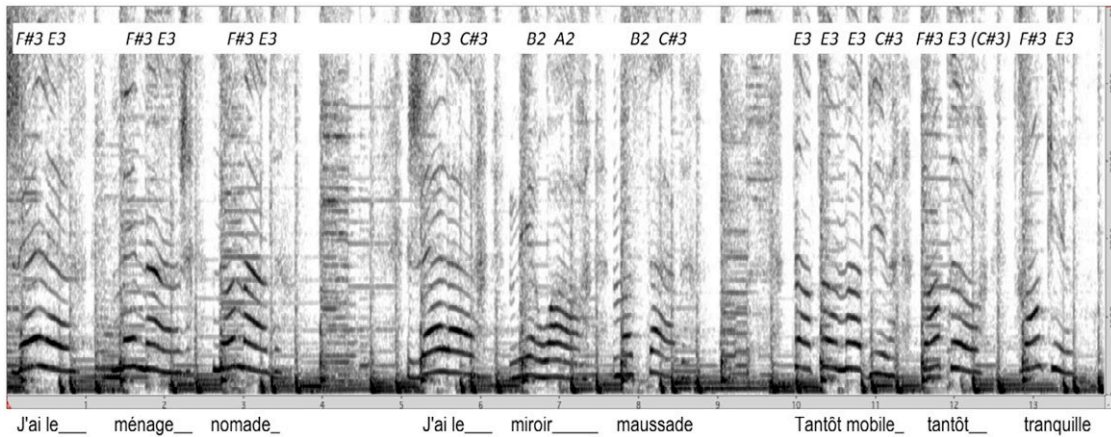 F#3 E3 F#3 E3 F#3 E3 D3 C#3 B2 A2 B2 C#3 E3 E3 E3 C#3 F#3 E3 (C#3) F#3 E3
1 2 3 4 5 6 7 8 9 10 11 12 13
J'ai le___ ménage__ nomade_ J'ai le___ miroir_____ maussade Tantôt mobile_ tantôt__ tranquille